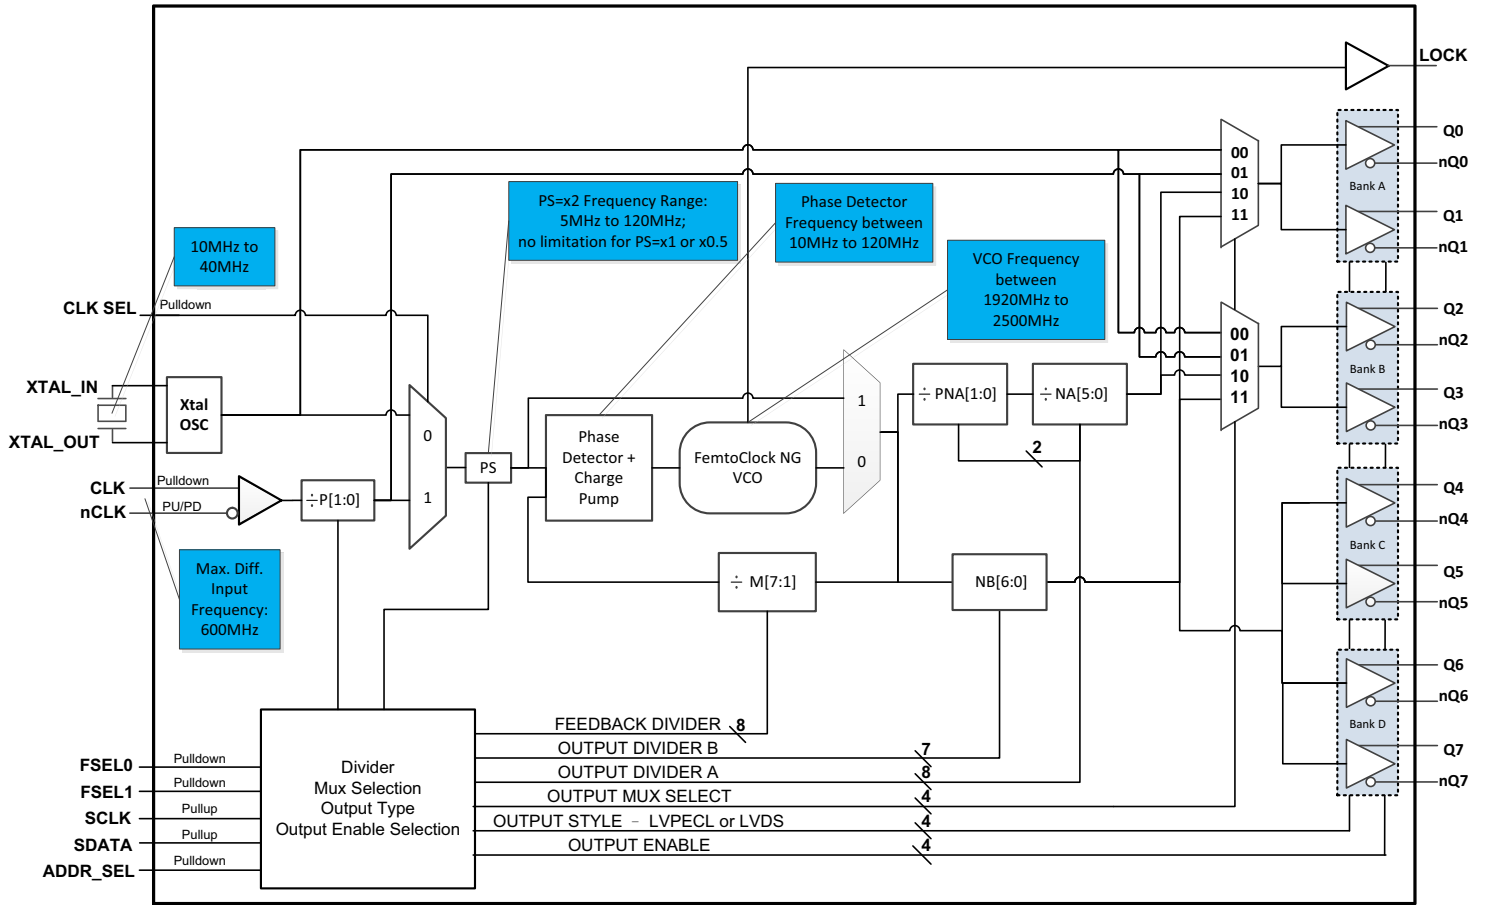 LOCK
Q0
nQ0
Bank A
Q1
nQ1
Q2
nQ2
Bank B
Q3
nQ3
Q4
nQ4
Bank C
Q5
nQ5
Q6
nQ6
Bank D
Q7
nQ7
00
01
10
11
00
01
10
11
PS=x2 Frequency Range:
5MHz to 120MHz;
no limitation for PS=x1 or x0.5
Phase Detector
Frequency between
10MHz to 120MHz
VCO Frequency
between
1920MHz to
2500MHz
10MHz to
40MHz
CLK SEL
Pulldown
XTAL_IN
XTAL_OUT
Xtal
OSC
CLK
Pulldown
nCLK
PU/PD
÷P[1:0]
0
1
PS
Phase
Detector +
Charge
Pump
FemtoClock NG
VCO
1
0
÷ PNA[1:0]
÷ NA[5:0]
2
÷ M[7:1]
NB[6:0]
Max. Diff.
Input
Frequency:
600MHz
FSEL0
Pulldown
FSEL1
Pulldown
SCLK
Pullup
SDATA
Pullup
ADDR_SEL
Pulldown
Divider
Mux Selection
Output Type
Output Enable Selection
FEEDBACK DIVIDER 8
OUTPUT DIVIDER B 7
OUTPUT DIVIDER A 8
OUTPUT MUX SELECT 4
OUTPUT STYLE – LVPECL or LVDS 4
OUTPUT ENABLE 4